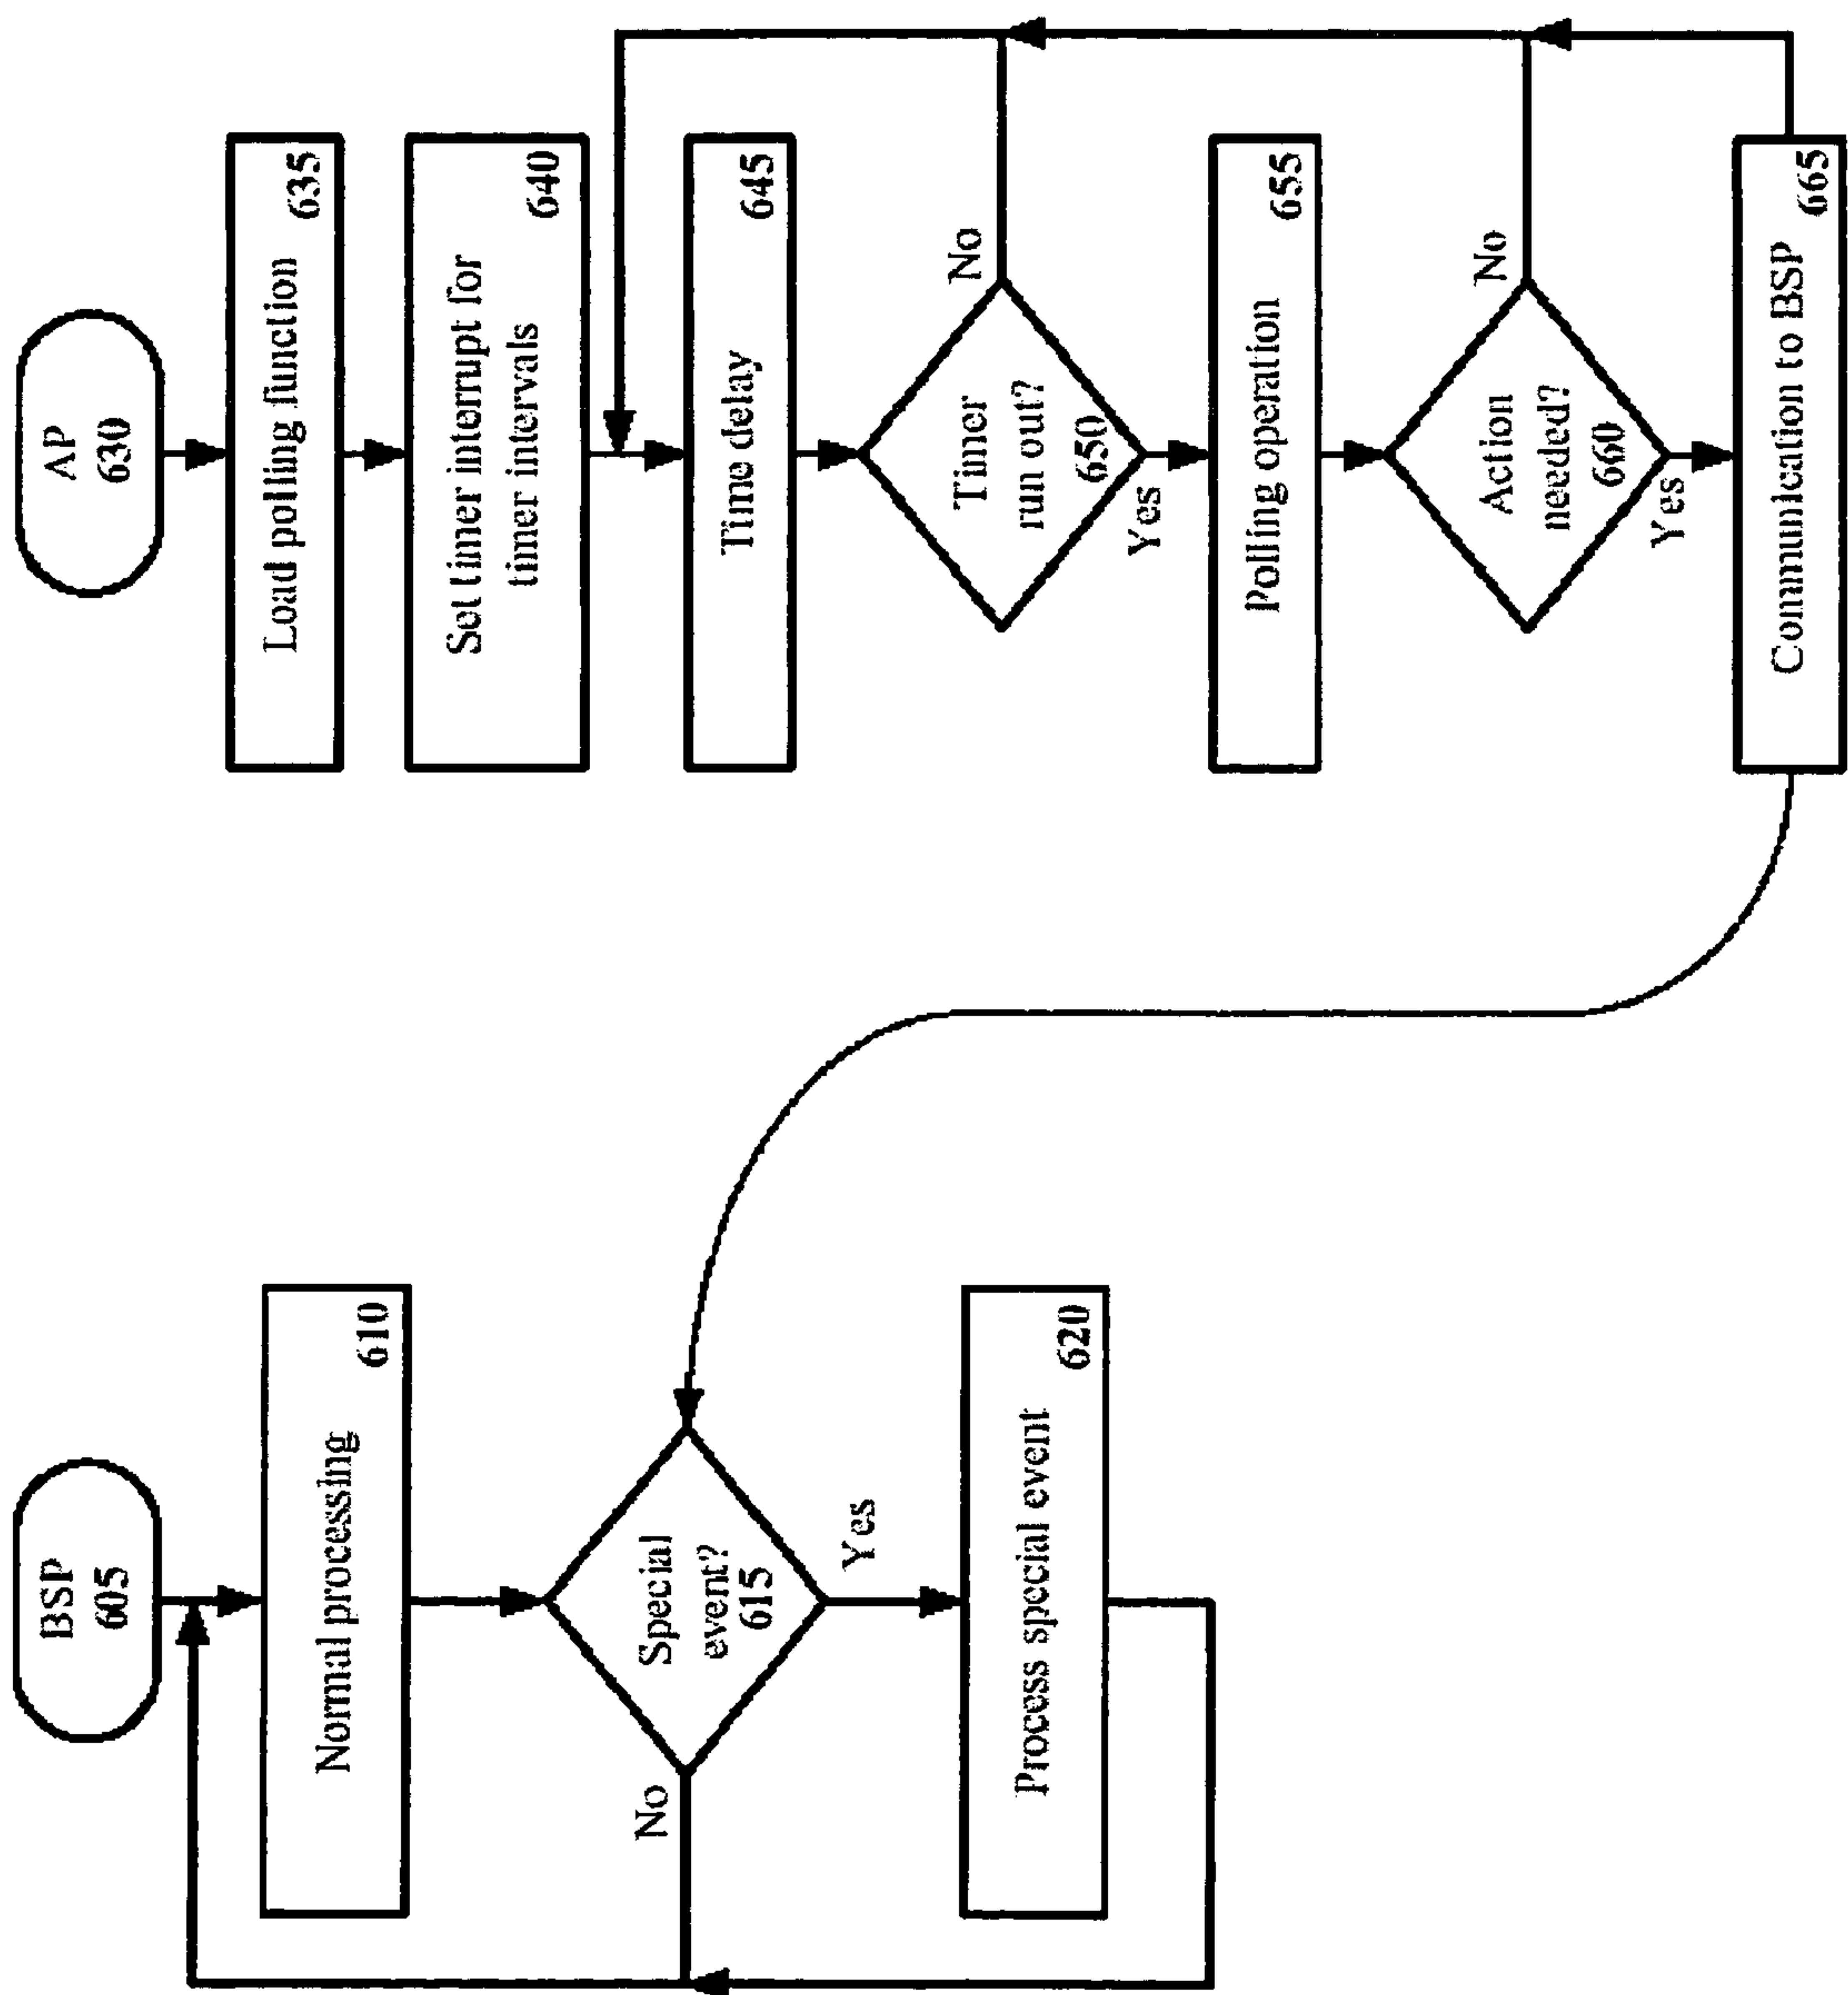 BSP
605
Normal processing
610
Special
event?
615
No
Yes
Process special event
620
AP
630
Load polling function
635
Set timer interrupt for
timer intervals
640
Time delay
645
Timer
run out?
650
No
Yes
Polling operation
655
Action
needed?
660
No
Yes
Communication to BSP
665